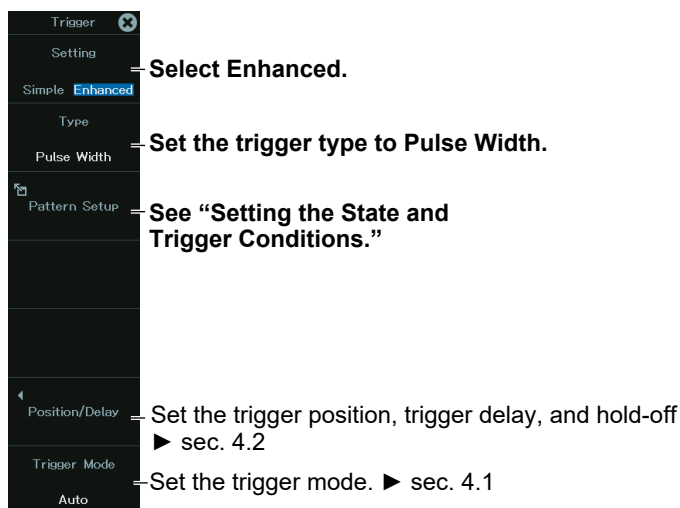 Trigger
Setting
Select Enhanced.
Simple Enhanced
Type
Set the trigger type to Pulse Width.
Pulse Width
Pattern Setup
See “Setting the State and
Trigger Conditions.”
Position/Delay
Set the trigger position, trigger delay, and hold-off
► sec. 4.2
Trigger Mode
Set the trigger mode. ► sec. 4.1
Auto